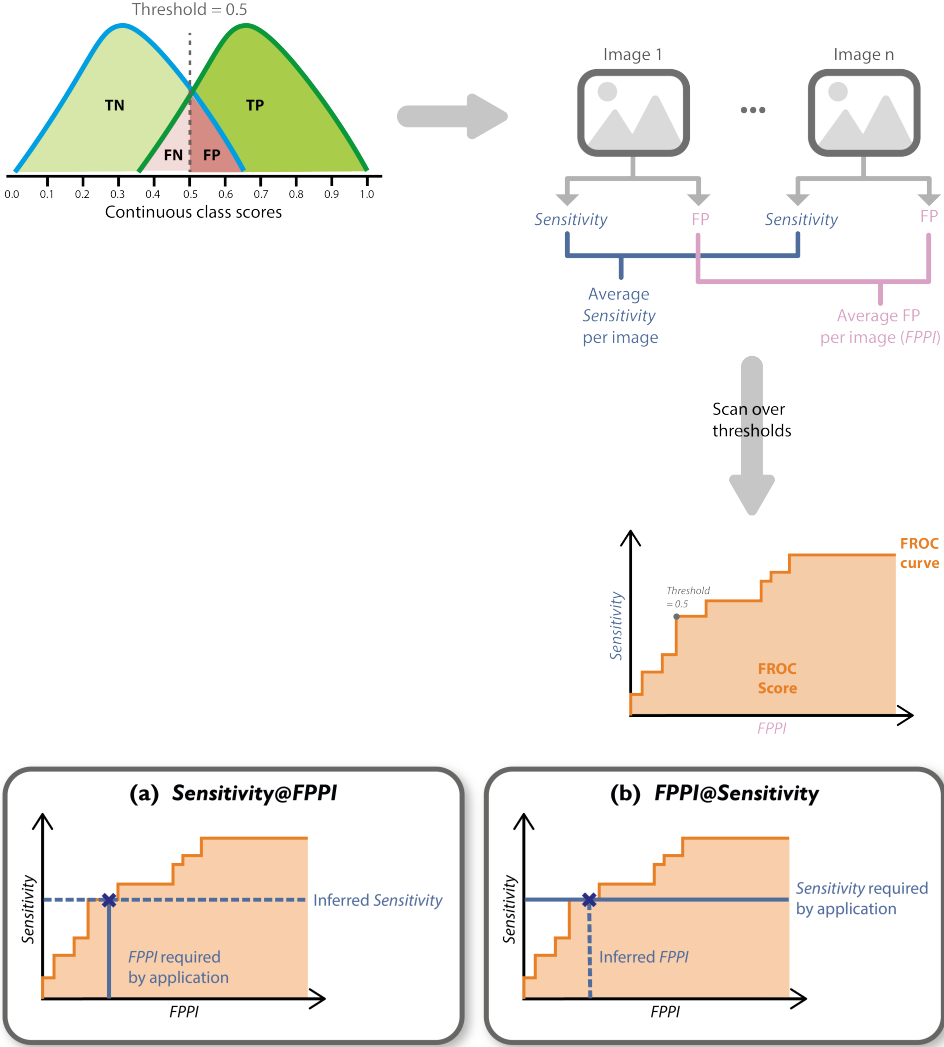 Threshold = 0.5
TN
TP
FN
FP
0.0 0.1 0.2 0.3 0.4 0.5 0.6 0.7 0.8 0.9 1.0
Continuous class scores
Image 1
...
Image n
Sensitivity
FP
Sensitivity
FP
Average
Sensitivity
per image
Average FP
per image (FPPI)
Scan over
thresholds
FROC
curve
Threshold
= 0.5
Sensitivity
FROC
Score
FPPI
(a) Sensitivity@FPPI
Sensitivity
Inferred Sensitivity
FPPI required
by application
FPPI
(b) FPPI@Sensitivity
Sensitivity
Sensitivity required
by application
Inferred FPPI
FPPI